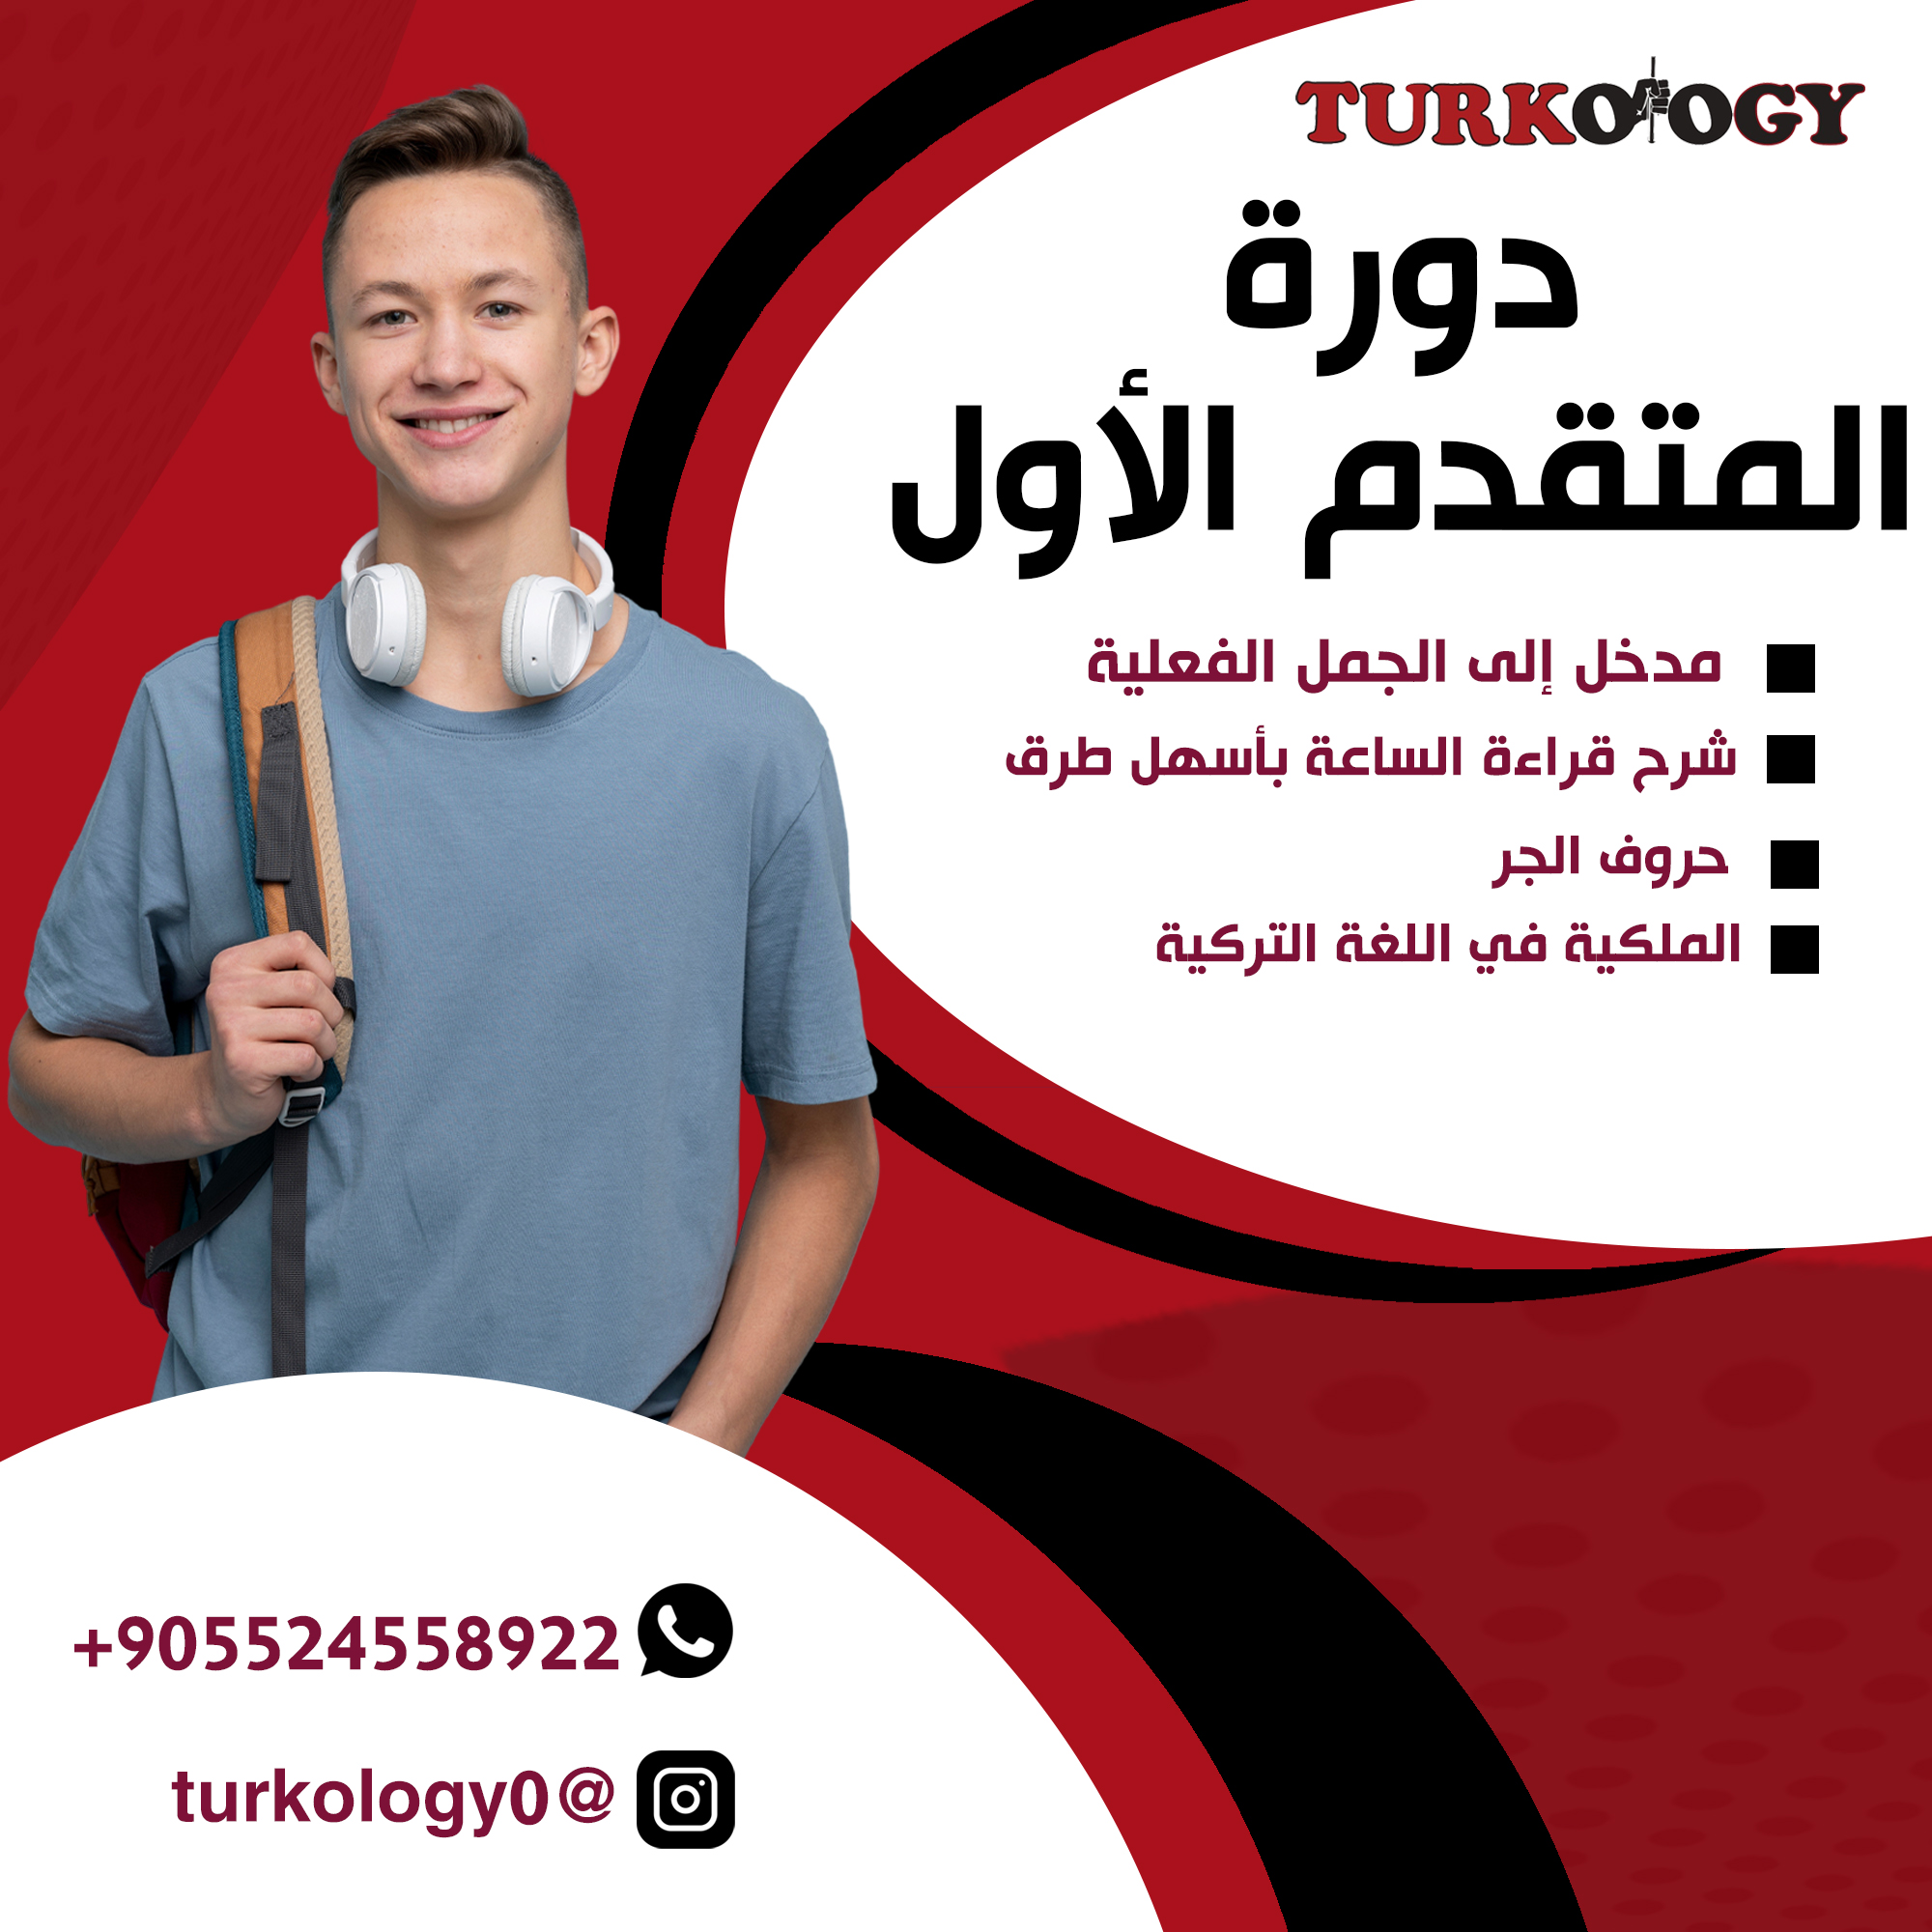 TURKOLOGY
دورة
المتقدم الأول
مدخل إلى الجمل الفعلية
شرح قراءة الساعة بأسهل طرق
حروف الجر
الملكية في اللغة التركية
+905524558922
turkology0@